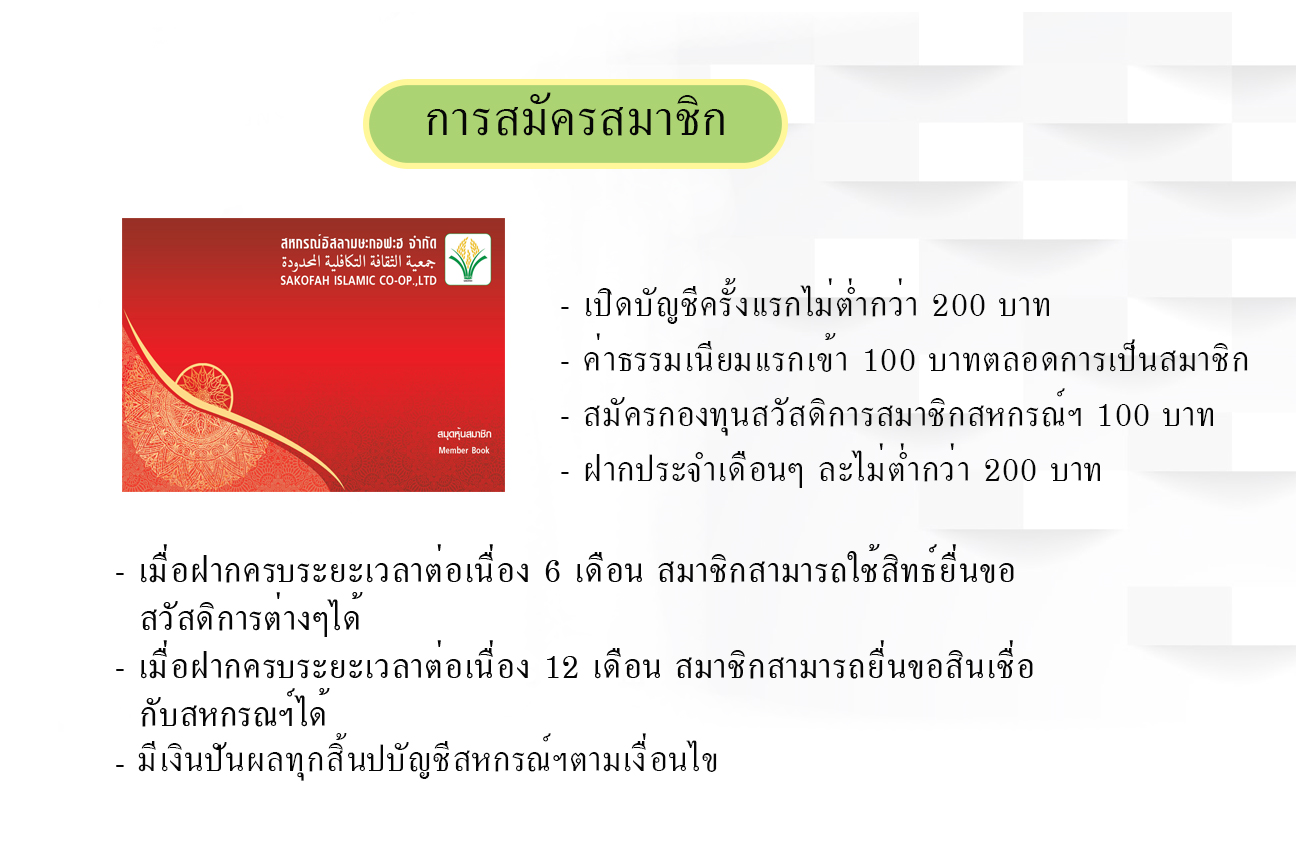 การสมัครสมาชิก
สหกรณ์อิสลามษะกอฟะฮ จำกัด
جمعية الثقافة التكافلية المحدودة
SAKOFAH ISLAMIC CO-OP.,LTD
สมุดหุ้นสมาชิก
Member Book
- เปิดบัญชีครั้งแรกไม่ต่ำกว่า 200 บาท
- ค่าธรรมเนียมแรกเข้า 100 บาทตลอดการเป็นสมาชิก
- สมัครกองทุนสวัสดิการสมาชิกสหกรณ์ฯ 100 บาท
- ฝากประจำเดือนๆ ละไม่ต่ำกว่า 200 บาท
- เมื่อฝากครบระยะเวลาต่อเนื่อง 6 เดือน สมาชิกสามารถใช้สิทธ์ยื่นขอ
สวัสดิการต่างๆได้
- เมื่อฝากครบระยะเวลาต่อเนื่อง 12 เดือน สมาชิกสามารถยื่นขอสินเชื่อ
กับสหกรณฯ์ได้
- มีเงินปันผลทุกสิ้นปบัญชีสหกรณ์ฯตามเงื่อนไข